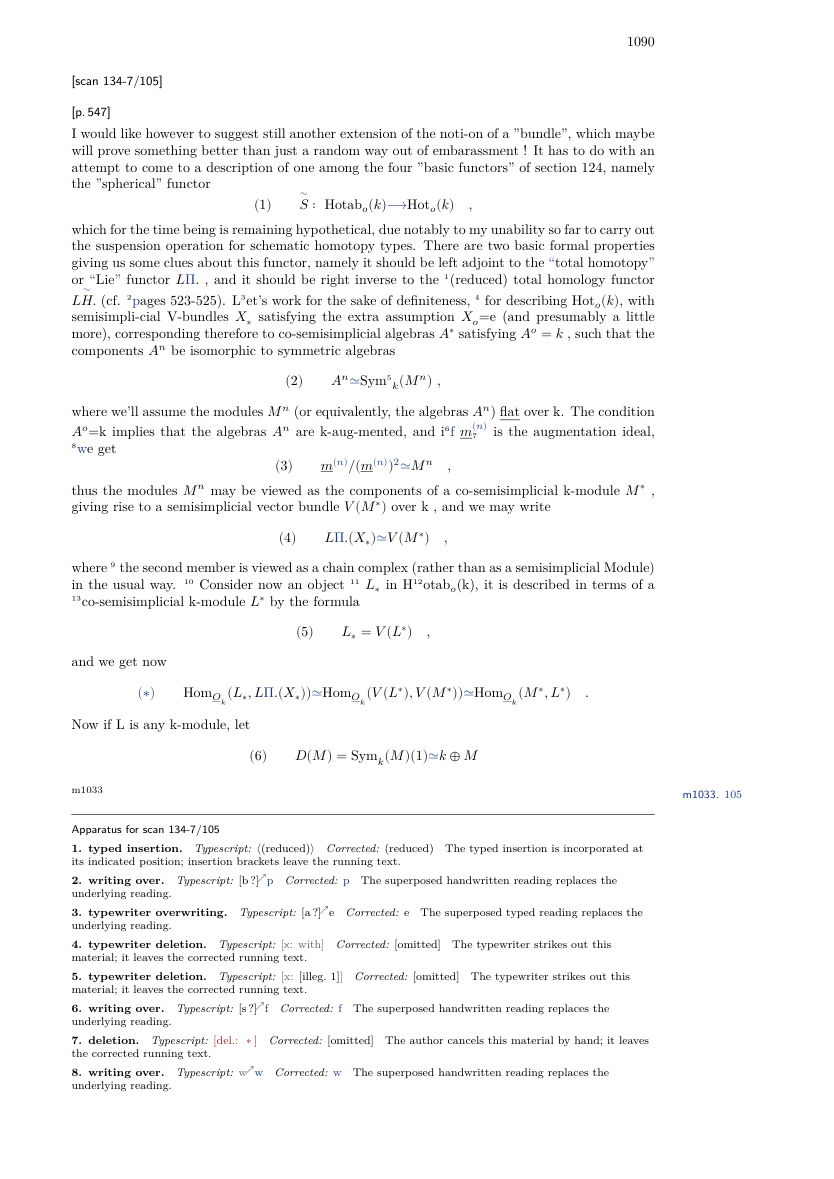 1090
[scan 134-7/105]
[p. 547]
I would like however to suggest still another extension of the noti-on of a ”bundle”, which maybe
will prove something better than just a random way out of embarassment ! It has to do with an
attempt to come to a description of one among the four ”basic functors” of section 124, namely
the ”spherical” functor
(1) S̃ : Hotabₒ(k)⟶Hotₒ(k) ,
which for the time being is remaining hypothetical, due notably to my unability so far to carry out
the suspension operation for schematic homotopy types. There are two basic formal properties
giving us some clues about this functor, namely it should be left adjoint to the “total homotopy”
or “Lie” functor LΠ. , and it should be right inverse to the ¹(reduced) total homology functor
LH̃. (cf. ²pages 523-525). L³et’s work for the sake of definiteness, ⁴ for describing Hotₒ(k), with
semisimpli-cial V-bundles X_* satisfying the extra assumption Xₒ=e (and presumably a little
more), corresponding therefore to co-semisimplicial algebras A* satisfying Aᵒ = k , such that the
components Aⁿ be isomorphic to symmetric algebras
(2) Aⁿ≃Sym⁵ₖ(Mⁿ) ,
where we’ll assume the modules Mⁿ (or equivalently, the algebras Aⁿ) flat over k. The condition
Aᵒ=k implies that the algebras Aⁿ are k-aug-mented, and i⁶f m₇⁽ⁿ⁾ is the augmentation ideal,
⁸we get
(3) m⁽ⁿ⁾/(m⁽ⁿ⁾)²≃Mⁿ ,
thus the modules Mⁿ may be viewed as the components of a co-semisimplicial k-module M* ,
giving rise to a semisimplicial vector bundle V(M*) over k , and we may write
(4) LΠ.(X_*)≃V(M*) ,
where ⁹ the second member is viewed as a chain complex (rather than as a semisimplicial Module)
in the usual way. ¹⁰ Consider now an object ¹¹ L_* in H¹²otabₒ(k), it is described in terms of a
¹³co-semisimplicial k-module L* by the formula
(5) L_* = V(L*) ,
and we get now
(*) Hom_{O_k}(L_*, LΠ.(X_*))≃Hom_{O_k}(V(L*), V(M*))≃Hom_{O_k}(M*, L*) .
Now if L is any k-module, let
(6) D(M) = Symₖ(M)(1)≃k ⊕ M
m1033
m1033. 105
Apparatus for scan 134-7/105
1. typed insertion. Typescript: ⟨(reduced)⟩ Corrected: (reduced) The typed insertion is incorporated at
its indicated position; insertion brackets leave the running text.
2. writing over. Typescript: [b ?]↗p Corrected: p The superposed handwritten reading replaces the
underlying reading.
3. typewriter overwriting. Typescript: [a ?]↗e Corrected: e The superposed typed reading replaces the
underlying reading.
4. typewriter deletion. Typescript: [x: with] Corrected: [omitted] The typewriter strikes out this
material; it leaves the corrected running text.
5. typewriter deletion. Typescript: [x: [illeg. 1]] Corrected: [omitted] The typewriter strikes out this
material; it leaves the corrected running text.
6. writing over. Typescript: [s ?]↗f Corrected: f The superposed handwritten reading replaces the
underlying reading.
7. deletion. Typescript: [del.: *] Corrected: [omitted] The author cancels this material by hand; it leaves
the corrected running text.
8. writing over. Typescript: w↗w Corrected: w The superposed handwritten reading replaces the
underlying reading.